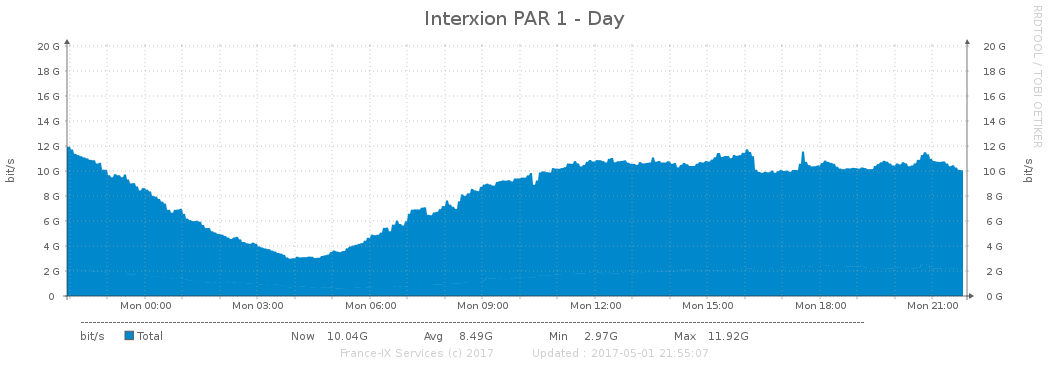 Interxion PAR 1 - Day
RRDTOOL / TOBI OETIKER
bit/s
bit/s
20 G 20 G
18 G 18 G
16 G 16 G
14 G 14 G
12 G 12 G
10 G 10 G
8 G 8 G
6 G 6 G
4 G 4 G
2 G 2 G
0 0 G
Mon 00:00 Mon 03:00 Mon 06:00 Mon 09:00 Mon 12:00 Mon 15:00 Mon 18:00 Mon 21:00
bit/s Total Now 10.04G Avg 8.49G Min 2.97G Max 11.92G
France-IX Services (c) 2017 Updated : 2017-05-01 21:55:07